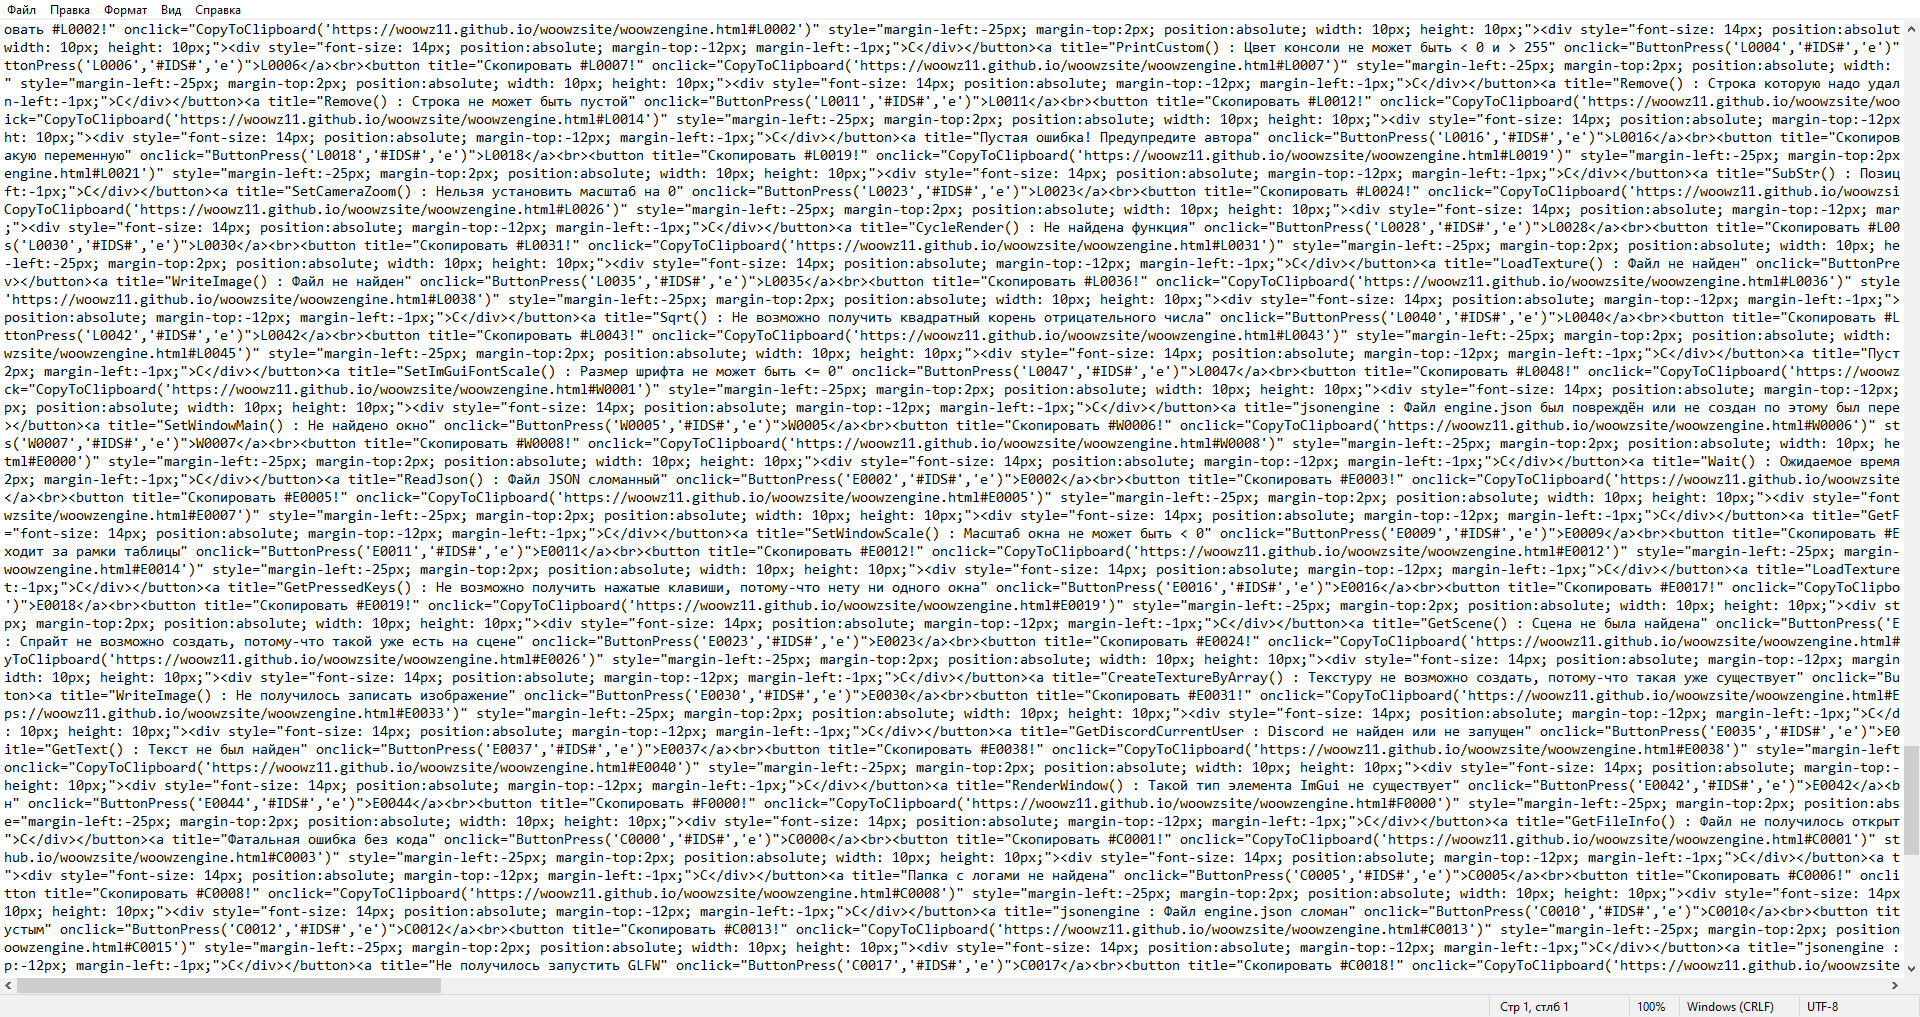 Файл Правка Формат Вид Справка
овать #L0002!" onclick="CopyToClipboard('https://woowz11.github.io/woowzsite/woowzengine.html#L0002')" style="margin-left:-25px; margin-top:2px; position:absolute; width: 10px; height: 10px;"><div style="font-size: 14px; position:absolut
width: 10px; height: 10px;"><div style="font-size: 14px; position:absolute; margin-top:-12px; margin-left:-1px;">C</div></button><a title="PrintCustom() : Цвет консоли не может быть < 0 и > 255" onclick="ButtonPress('L0004','#IDS#','e')"
ttonPress('L0006','#IDS#','e')">L0006</a><br><button title="Скопировать #L0007!" onclick="CopyToClipboard('https://woowz11.github.io/woowzsite/woowzengine.html#L0007')" style="margin-left:-25px; margin-top:2px; position:absolute; width:
" style="margin-left:-25px; margin-top:2px; position:absolute; width: 10px; height: 10px;"><div style="font-size: 14px; position:absolute; margin-top:-12px; margin-left:-1px;">C</div></button><a title="Remove() : Строка которую надо удал
n-left:-1px;">C</div></button><a title="Remove() : Строка не может быть пустой" onclick="ButtonPress('L0011','#IDS#','e')">L0011</a><br><button title="Скопировать #L0012!" onclick="CopyToClipboard('https://woowz11.github.io/woowzsite/woo
ick="CopyToClipboard('https://woowz11.github.io/woowzsite/woowzengine.html#L0014')" style="margin-left:-25px; margin-top:2px; position:absolute; width: 10px; height: 10px;"><div style="font-size: 14px; position:absolute; margin-top:-12px
ht: 10px;"><div style="font-size: 14px; position:absolute; margin-top:-12px; margin-left:-1px;">C</div></button><a title="Пустая ошибка! Предупредите автора" onclick="ButtonPress('L0016','#IDS#','e')">L0016</a><br><button title="Скопиров
акую переменную" onclick="ButtonPress('L0018','#IDS#','e')">L0018</a><br><button title="Скопировать #L0019!" onclick="CopyToClipboard('https://woowz11.github.io/woowzsite/woowzengine.html#L0019')" style="margin-left:-25px; margin-top:2px
engine.html#L0021')" style="margin-left:-25px; margin-top:2px; position:absolute; width: 10px; height: 10px;"><div style="font-size: 14px; position:absolute; margin-top:-12px; margin-left:-1px;">C</div></button><a title="SubStr() : Позиц
ft:-1px;">C</div></button><a title="SetCameraZoom() : Нельзя установить масштаб на 0" onclick="ButtonPress('L0023','#IDS#','e')">L0023</a><br><button title="Скопировать #L0024!" onclick="CopyToClipboard('https://woowz11.github.io/woowzsi
CopyToClipboard('https://woowz11.github.io/woowzsite/woowzengine.html#L0026')" style="margin-left:-25px; margin-top:2px; position:absolute; width: 10px; height: 10px;"><div style="font-size: 14px; position:absolute; margin-top:-12px; mar
;"><div style="font-size: 14px; position:absolute; margin-top:-12px; margin-left:-1px;">C</div></button><a title="CycleRender() : Не найдена функция" onclick="ButtonPress('L0028','#IDS#','e')">L0028</a><br><button title="Скопировать #L00
s('L0030','#IDS#','e')">L0030</a><br><button title="Скопировать #L0031!" onclick="CopyToClipboard('https://woowz11.github.io/woowzsite/woowzengine.html#L0031')" style="margin-left:-25px; margin-top:2px; position:absolute; width: 10px; he
-left:-25px; margin-top:2px; position:absolute; width: 10px; height: 10px;"><div style="font-size: 14px; position:absolute; margin-top:-12px; margin-left:-1px;">C</div></button><a title="LoadTexture() : Файл не найден" onclick="ButtonPre
v></button><a title="WriteImage() : Файл не найден" onclick="ButtonPress('L0035','#IDS#','e')">L0035</a><br><button title="Скопировать #L0036!" onclick="CopyToClipboard('https://woowz11.github.io/woowzsite/woowzengine.html#L0036')" style
'https://woowz11.github.io/woowzsite/woowzengine.html#L0038')" style="margin-left:-25px; margin-top:2px; position:absolute; width: 10px; height: 10px;"><div style="font-size: 14px; position:absolute; margin-top:-12px; margin-left:-1px;">
position:absolute; margin-top:-12px; margin-left:-1px;">C</div></button><a title="Sqrt() : Не возможно получить квадратный корень отрицательного числа" onclick="ButtonPress('L0040','#IDS#','e')">L0040</a><br><button title="Скопировать #L
ttonPress('L0042','#IDS#','e')">L0042</a><br><button title="Скопировать #L0043!" onclick="CopyToClipboard('https://woowz11.github.io/woowzsite/woowzengine.html#L0043')" style="margin-left:-25px; margin-top:2px; position:absolute; width:
wzsite/woowzengine.html#L0045')" style="margin-left:-25px; margin-top:2px; position:absolute; width: 10px; height: 10px;"><div style="font-size: 14px; position:absolute; margin-top:-12px; margin-left:-1px;">C</div></button><a title="Пуст
2px; margin-left:-1px;">C</div></button><a title="SetImGuiFontScale() : Размер шрифта не может быть <= 0" onclick="ButtonPress('L0047','#IDS#','e')">L0047</a><br><button title="Скопировать #L0048!" onclick="CopyToClipboard('https://woowz
ck="CopyToClipboard('https://woowz11.github.io/woowzsite/woowzengine.html#W0001')" style="margin-left:-25px; margin-top:2px; position:absolute; width: 10px; height: 10px;"><div style="font-size: 14px; position:absolute; margin-top:-12px;
px; position:absolute; width: 10px; height: 10px;"><div style="font-size: 14px; position:absolute; margin-top:-12px; margin-left:-1px;">C</div></button><a title="jsonengine : Файл engine.json был повреждён или не создан по этому был пере
></button><a title="SetWindowMain() : Не найдено окно" onclick="ButtonPress('W0005','#IDS#','e')">W0005</a><br><button title="Скопировать #W0006!" onclick="CopyToClipboard('https://woowz11.github.io/woowzsite/woowzengine.html#W0006')" st
s('W0007','#IDS#','e')">W0007</a><br><button title="Скопировать #W0008!" onclick="CopyToClipboard('https://woowz11.github.io/woowzsite/woowzengine.html#W0008')" style="margin-left:-25px; margin-top:2px; position:absolute; width: 10px; he
tml#E0000')" style="margin-left:-25px; margin-top:2px; position:absolute; width: 10px; height: 10px;"><div style="font-size: 14px; position:absolute; margin-top:-12px; margin-left:-1px;">C</div></button><a title="Wait() : Ожидаемое время
2px; margin-left:-1px;">C</div></button><a title="ReadJson() : Файл JSON сломанный" onclick="ButtonPress('E0002','#IDS#','e')">E0002</a><br><button title="Скопировать #E0003!" onclick="CopyToClipboard('https://woowz11.github.io/woowzsite
</a><br><button title="Скопировать #E0005!" onclick="CopyToClipboard('https://woowz11.github.io/woowzsite/woowzengine.html#E0005')" style="margin-left:-25px; margin-top:2px; position:absolute; width: 10px; height: 10px;"><div style="font
wzsite/woowzengine.html#E0007')" style="margin-left:-25px; margin-top:2px; position:absolute; width: 10px; height: 10px;"><div style="font-size: 14px; position:absolute; margin-top:-12px; margin-left:-1px;">C</div></button><a title="GetF
="font-size: 14px; position:absolute; margin-top:-12px; margin-left:-1px;">C</div></button><a title="SetWindowScale() : Масштаб окна не может быть < 0" onclick="ButtonPress('E0009','#IDS#','e')">E0009</a><br><button title="Скопировать #E
ходит за рамки таблицы" onclick="ButtonPress('E0011','#IDS#','e')">E0011</a><br><button title="Скопировать #E0012!" onclick="CopyToClipboard('https://woowz11.github.io/woowzsite/woowzengine.html#E0012')" style="margin-left:-25px; margin-
woowzengine.html#E0014')" style="margin-left:-25px; margin-top:2px; position:absolute; width: 10px; height: 10px;"><div style="font-size: 14px; position:absolute; margin-top:-12px; margin-left:-1px;">C</div></button><a title="LoadTexture
t:-1px;">C</div></button><a title="GetPressedKeys() : Не возможно получить нажатые клавиши, потому-что нету ни одного окна" onclick="ButtonPress('E0016','#IDS#','e')">E0016</a><br><button title="Скопировать #E0017!" onclick="CopyToClipbo
')">E0018</a><br><button title="Скопировать #E0019!" onclick="CopyToClipboard('https://woowz11.github.io/woowzsite/woowzengine.html#E0019')" style="margin-left:-25px; margin-top:2px; position:absolute; width: 10px; height: 10px;"><div st
px; margin-top:2px; position:absolute; width: 10px; height: 10px;"><div style="font-size: 14px; position:absolute; margin-top:-12px; margin-left:-1px;">C</div></button><a title="GetScene() : Сцена не была найдена" onclick="ButtonPress('E
: Спрайт не возможно создать, потому-что такой уже есть на сцене" onclick="ButtonPress('E0023','#IDS#','e')">E0023</a><br><button title="Скопировать #E0024!" onclick="CopyToClipboard('https://woowz11.github.io/woowzsite/woowzengine.html#
yToClipboard('https://woowz11.github.io/woowzsite/woowzengine.html#E0026')" style="margin-left:-25px; margin-top:2px; position:absolute; width: 10px; height: 10px;"><div style="font-size: 14px; position:absolute; margin-top:-12px; margin
idth: 10px; height: 10px;"><div style="font-size: 14px; position:absolute; margin-top:-12px; margin-left:-1px;">C</div></button><a title="CreateTextureByArray() : Текстуру не возможно создать, потому-что такая уже существует" onclick="Bu
ton><a title="WriteImage() : Не получилось записать изображение" onclick="ButtonPress('E0030','#IDS#','e')">E0030</a><br><button title="Скопировать #E0031!" onclick="CopyToClipboard('https://woowz11.github.io/woowzsite/woowzengine.html#E
ps://woowz11.github.io/woowzsite/woowzengine.html#E0033')" style="margin-left:-25px; margin-top:2px; position:absolute; width: 10px; height: 10px;"><div style="font-size: 14px; position:absolute; margin-top:-12px; margin-left:-1px;">C</d
: 10px; height: 10px;"><div style="font-size: 14px; position:absolute; margin-top:-12px; margin-left:-1px;">C</div></button><a title="GetDiscordCurrentUser : Discord не найден или не запущен" onclick="ButtonPress('E0035','#IDS#','e')">E0
itle="GetText() : Текст не был найден" onclick="ButtonPress('E0037','#IDS#','e')">E0037</a><br><button title="Скопировать #E0038!" onclick="CopyToClipboard('https://woowz11.github.io/woowzsite/woowzengine.html#E0038')" style="margin-left
onclick="CopyToClipboard('https://woowz11.github.io/woowzsite/woowzengine.html#E0040')" style="margin-left:-25px; margin-top:2px; position:absolute; width: 10px; height: 10px;"><div style="font-size: 14px; position:absolute; margin-top:-
height: 10px;"><div style="font-size: 14px; position:absolute; margin-top:-12px; margin-left:-1px;">C</div></button><a title="RenderWindow() : Такой тип элемента ImGui не существует" onclick="ButtonPress('E0042','#IDS#','e')">E0042</a><b
н" onclick="ButtonPress('E0044','#IDS#','e')">E0044</a><br><button title="Скопировать #F0000!" onclick="CopyToClipboard('https://woowz11.github.io/woowzsite/woowzengine.html#F0000')" style="margin-left:-25px; margin-top:2px; position:abs
e="margin-left:-25px; margin-top:2px; position:absolute; width: 10px; height: 10px;"><div style="font-size: 14px; position:absolute; margin-top:-12px; margin-left:-1px;">C</div></button><a title="GetFileInfo() : Файл не получилось открыт
">C</div></button><a title="Фатальная ошибка без кода" onclick="ButtonPress('C0000','#IDS#','e')">C0000</a><br><button title="Скопировать #C0001!" onclick="CopyToClipboard('https://woowz11.github.io/woowzsite/woowzengine.html#C0001')" st
hub.io/woowzsite/woowzengine.html#C0003')" style="margin-left:-25px; margin-top:2px; position:absolute; width: 10px; height: 10px;"><div style="font-size: 14px; position:absolute; margin-top:-12px; margin-left:-1px;">C</div></button><a t
"><div style="font-size: 14px; position:absolute; margin-top:-12px; margin-left:-1px;">C</div></button><a title="Папка с логами не найдена" onclick="ButtonPress('C0005','#IDS#','e')">C0005</a><br><button title="Скопировать #C0006!" oncli
tton title="Скопировать #C0008!" onclick="CopyToClipboard('https://woowz11.github.io/woowzsite/woowzengine.html#C0008')" style="margin-left:-25px; margin-top:2px; position:absolute; width: 10px; height: 10px;"><div style="font-size: 14px
10px; height: 10px;"><div style="font-size: 14px; position:absolute; margin-top:-12px; margin-left:-1px;">C</div></button><a title="jsonengine : Файл engine.json сломан" onclick="ButtonPress('C0010','#IDS#','e')">C0010</a><br><button tit
устым" onclick="ButtonPress('C0012','#IDS#','e')">C0012</a><br><button title="Скопировать #C0013!" onclick="CopyToClipboard('https://woowz11.github.io/woowzsite/woowzengine.html#C0013')" style="margin-left:-25px; margin-top:2px; position
oowzengine.html#C0015')" style="margin-left:-25px; margin-top:2px; position:absolute; width: 10px; height: 10px;"><div style="font-size: 14px; position:absolute; margin-top:-12px; margin-left:-1px;">C</div></button><a title="jsonengine :
p:-12px; margin-left:-1px;">C</div></button><a title="Не получилось запустить GLFW" onclick="ButtonPress('C0017','#IDS#','e')">C0017</a><br><button title="Скопировать #C0018!" onclick="CopyToClipboard('https://woowz11.github.io/woowzsite
Стр 1, стлб 1 100% Windows (CRLF) UTF-8